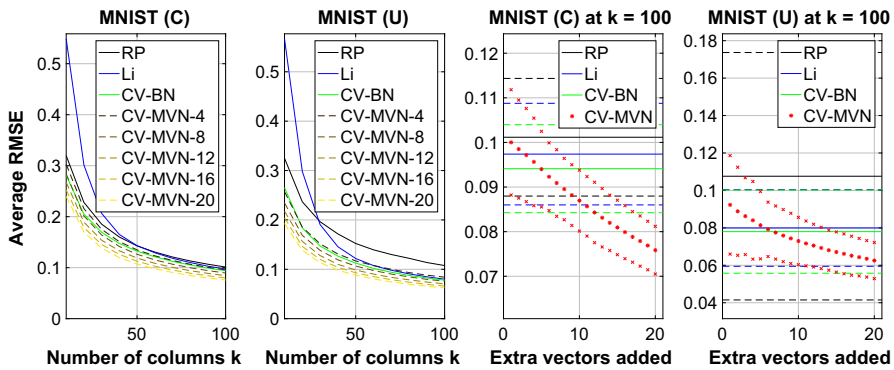 MNIST (C)
Average RMSE
0.5
0.4
0.3
0.2
0.1
0
50
100
Number of columns k
RP
Li
CV-BN
CV-MVN-4
CV-MVN-8
CV-MVN-12
CV-MVN-16
CV-MVN-20
MNIST (U)
0.5
0.4
0.3
0.2
0.1
0
50
100
Number of columns k
RP
Li
CV-BN
CV-MVN-4
CV-MVN-8
CV-MVN-12
CV-MVN-16
CV-MVN-20
MNIST (C) at k = 100
0.12
0.11
0.1
0.09
0.08
0.07
0
10
20
Extra vectors added
RP
Li
CV-BN
CV-MVN
MNIST (U) at k = 100
0.18
0.16
0.14
0.12
0.1
0.08
0.06
0.04
0
10
20
Extra vectors added
RP
Li
CV-BN
CV-MVN